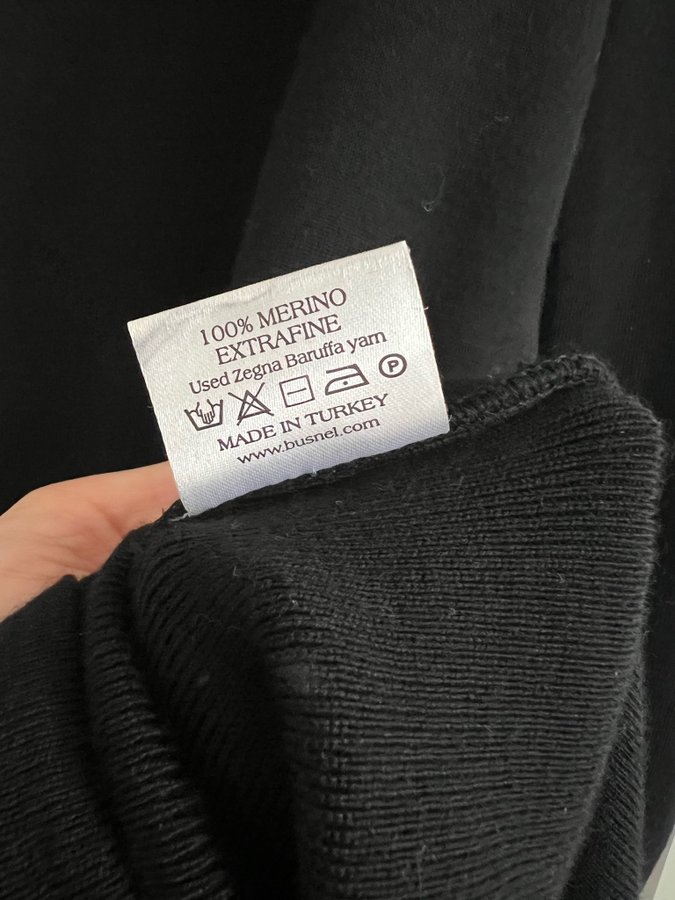 100% MERINO
EXTRAFINE
Used Zegna Baruffa yarn
P
MADE IN TURKEY
www.busnel.com